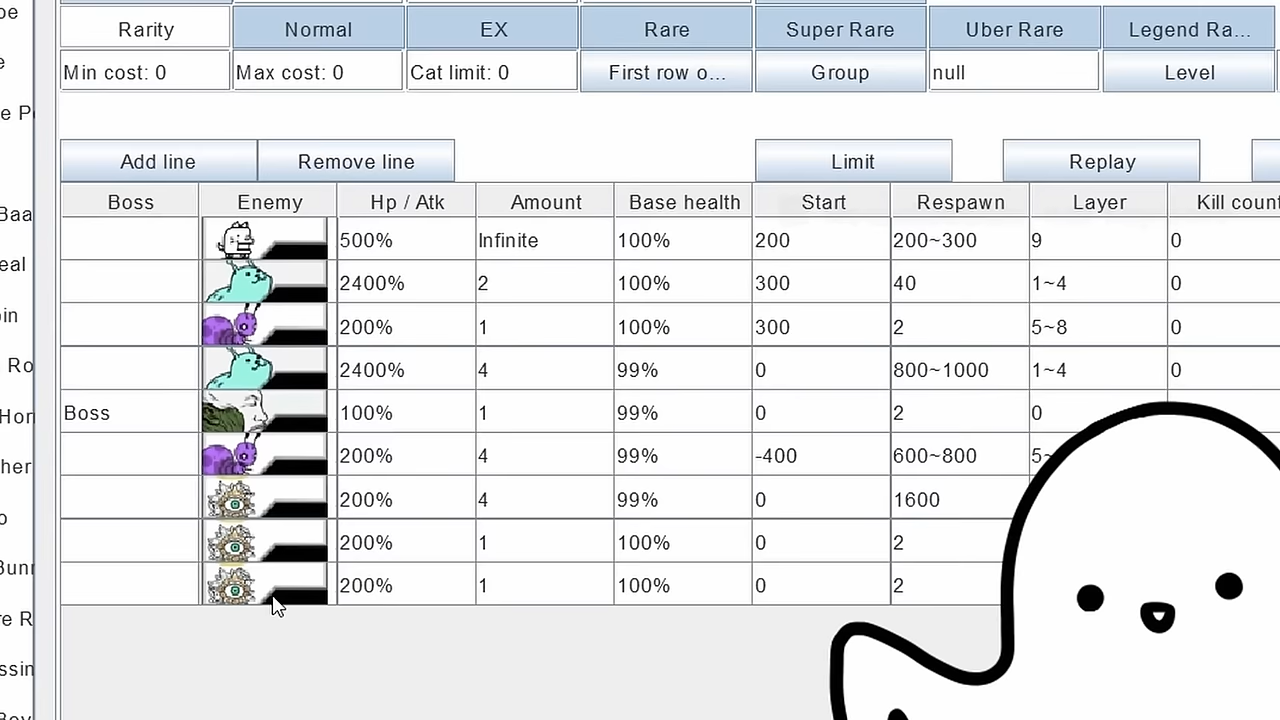 Rarity Normal EX Rare Super Rare Uber Rare Legend Ra...
Min cost: 0 Max cost: 0 Cat limit: 0 First row o... Group null Level
Add line Remove line Limit Replay
Boss Enemy Hp / Atk Amount Base health Start Respawn Layer Kill count
500% Infinite 100% 200 200~300 9 0
2400% 2 100% 300 40 1~4 0
200% 1 100% 300 2 5~8 0
2400% 4 99% 0 800~1000 1~4 0
Boss 100% 1 99% 0 2 0
200% 4 99% -400 600~800 5~
200% 4 99% 0 1600
200% 1 100% 0 2
200% 1 100% 0 2